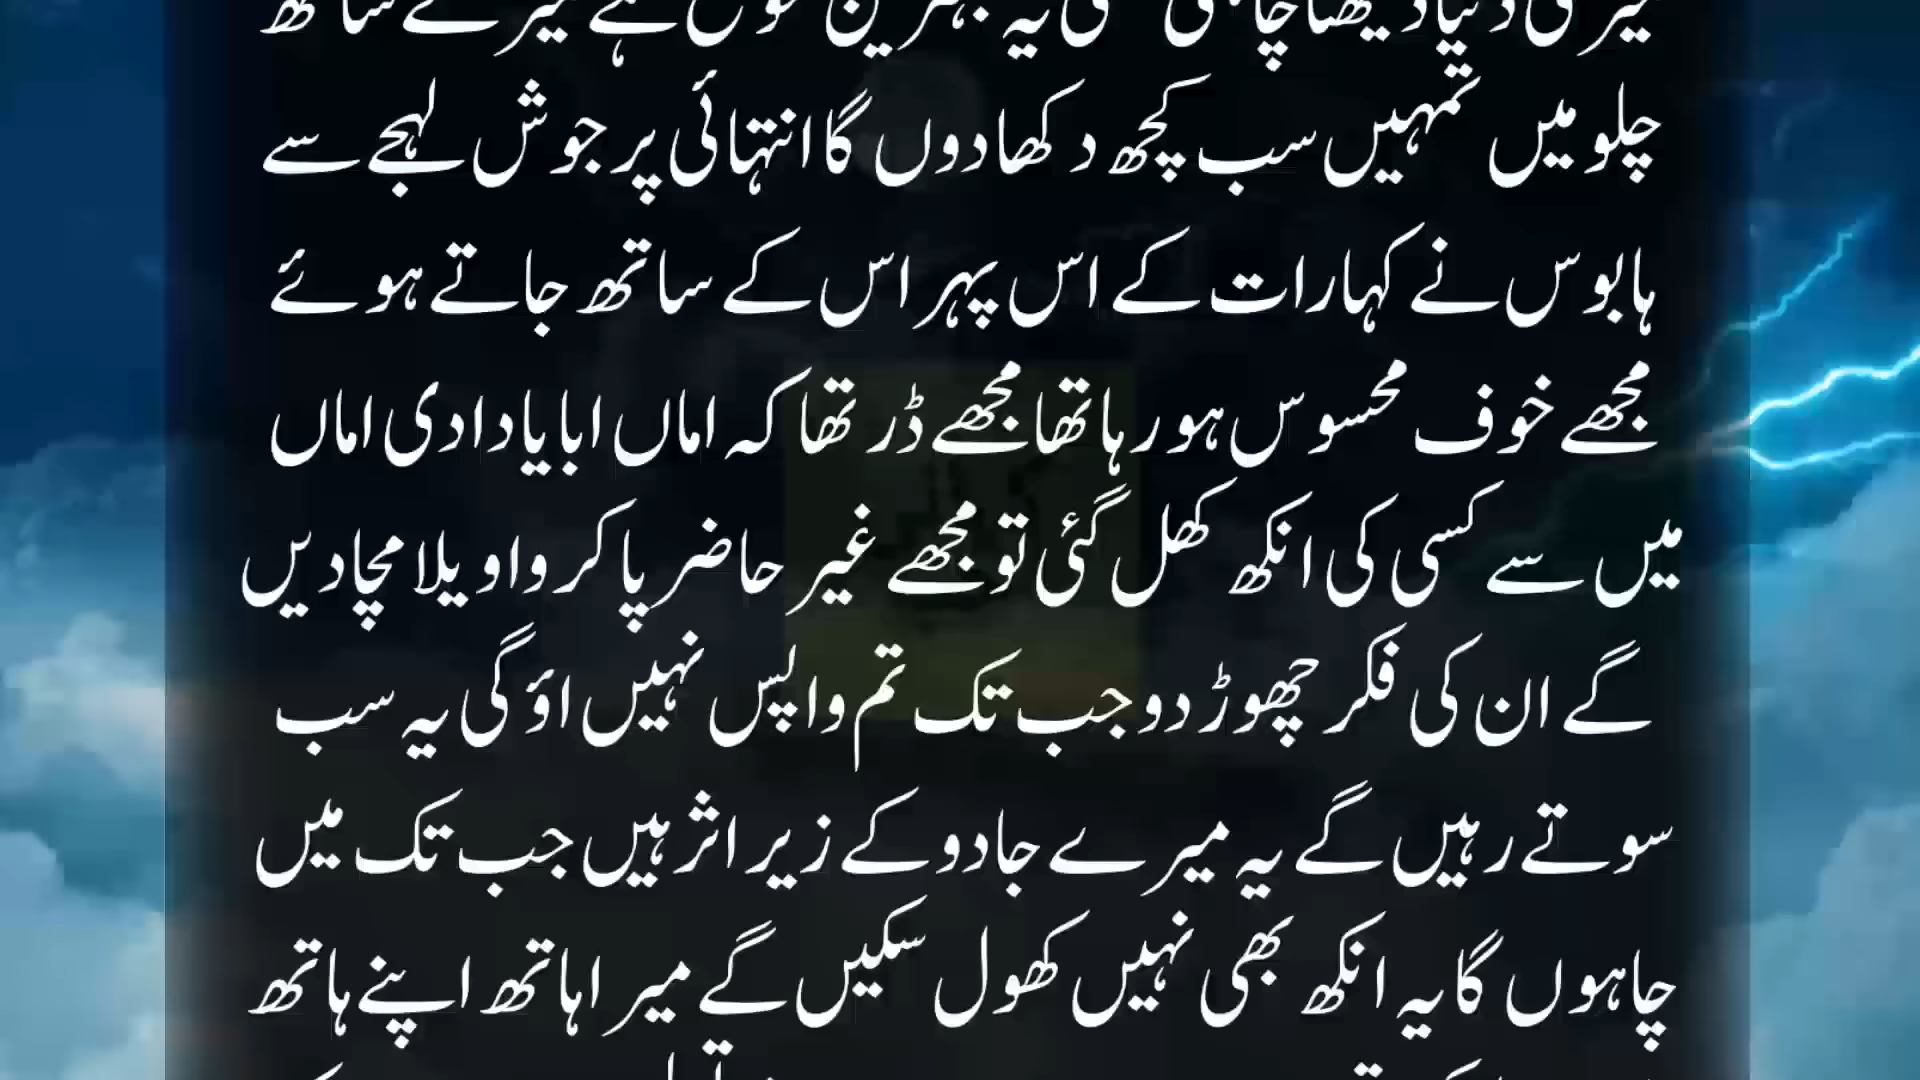 میری دنیا دیکھنا چاہتی تھی یہ بہترین موقع ہے میرے ساتھ
چلو میں تمہیں سب کچھ دکھا دوں گا انتہائی پر جوش لہجے سے
ہابوس نے کہا رات کے اس پہر اس کے ساتھ جاتے ہوئے
مجھے خوف محسوس ہو رہا تھا مجھے ڈر تھا کہ اماں ابا یا دادی اماں
میں سے کسی کی انکھ کھل گئی تو مجھے غیر حاضر پا کر واویلا مچا دیں
گے ان کی فکر چھوڑ دو جب تک تم واپس نہیں اؤ گی یہ سب
سوتے رہیں گے یہ میرے جادو کے زیر اثر ہیں جب تک میں
چاہوں گا یہ انکھ بھی نہیں کھول سکیں گے میرا ہاتھ اپنے ہاتھ